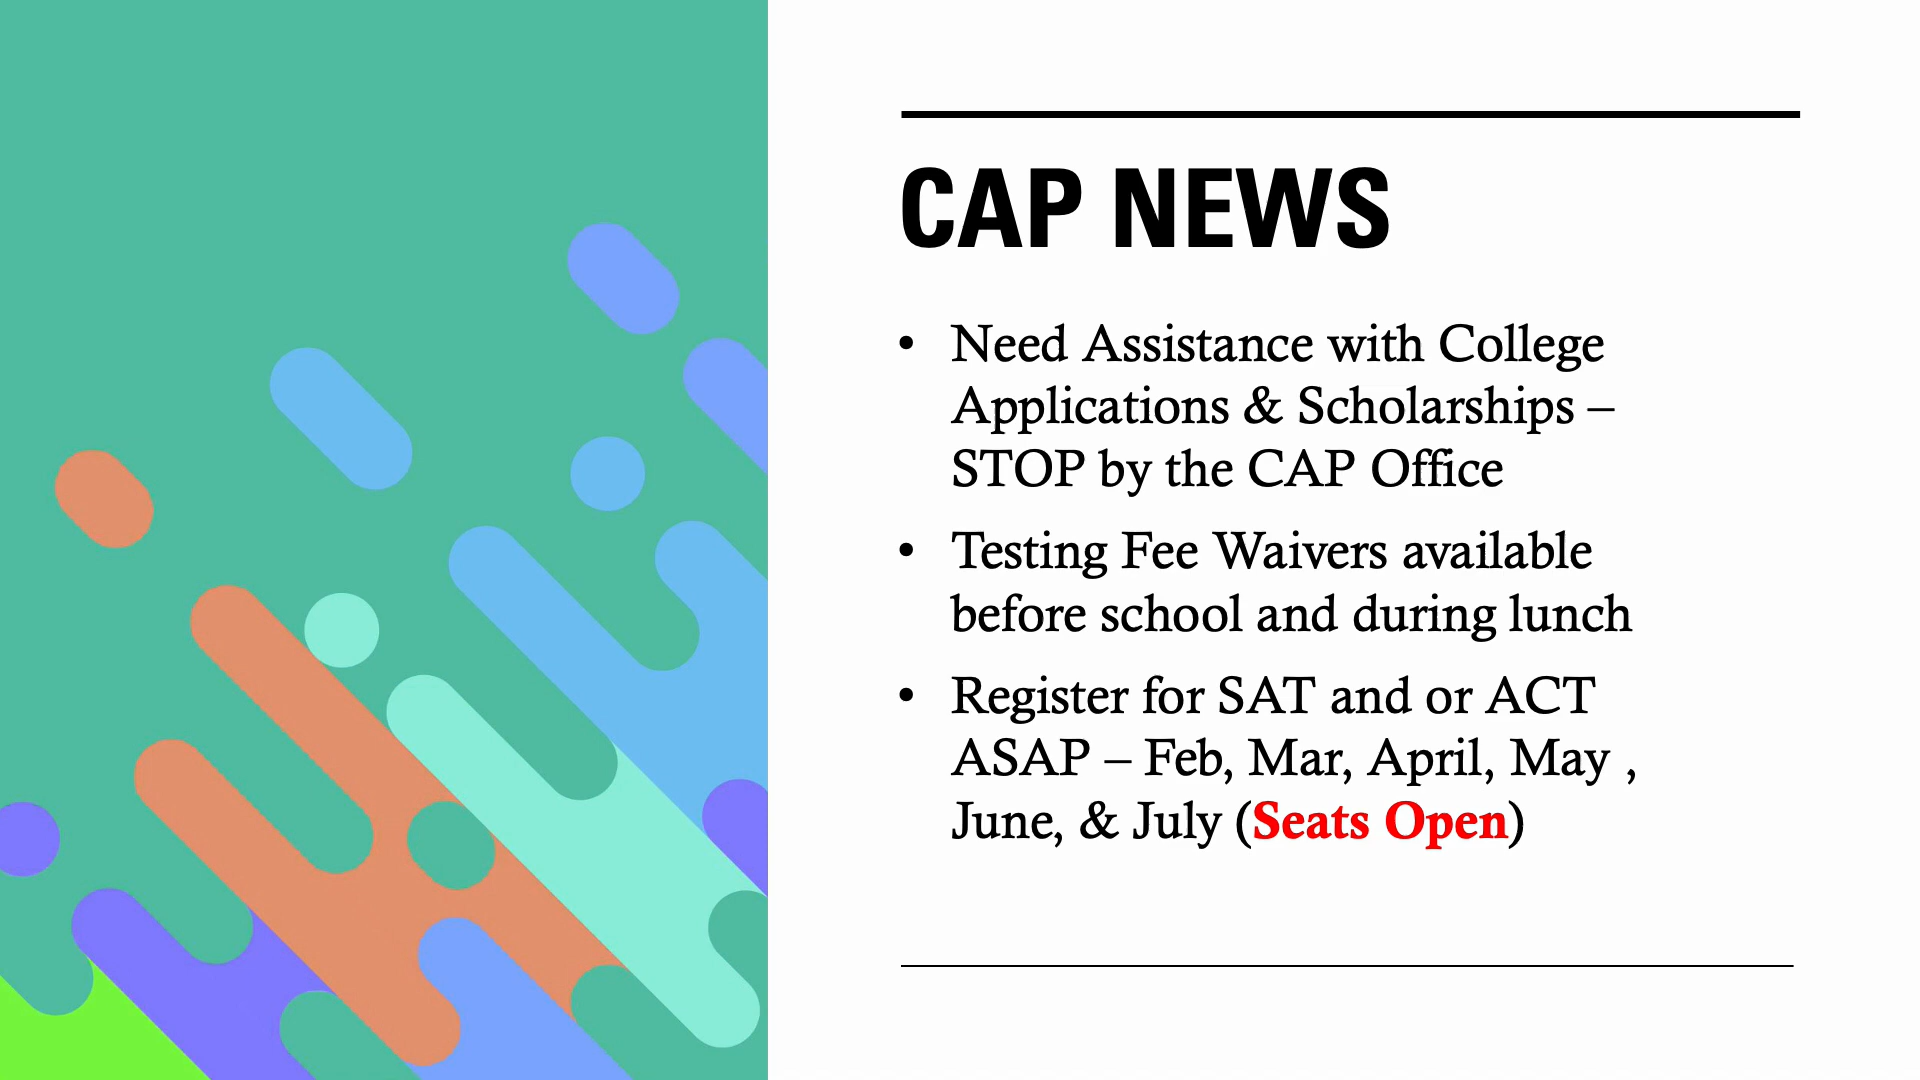 CAP NEWS
• Need Assistance with College
Applications & Scholarships –
STOP by the CAP Office
• Testing Fee Waivers available
before school and during lunch
• Register for SAT and or ACT
ASAP – Feb, Mar, April, May ,
June, & July (Seats Open)